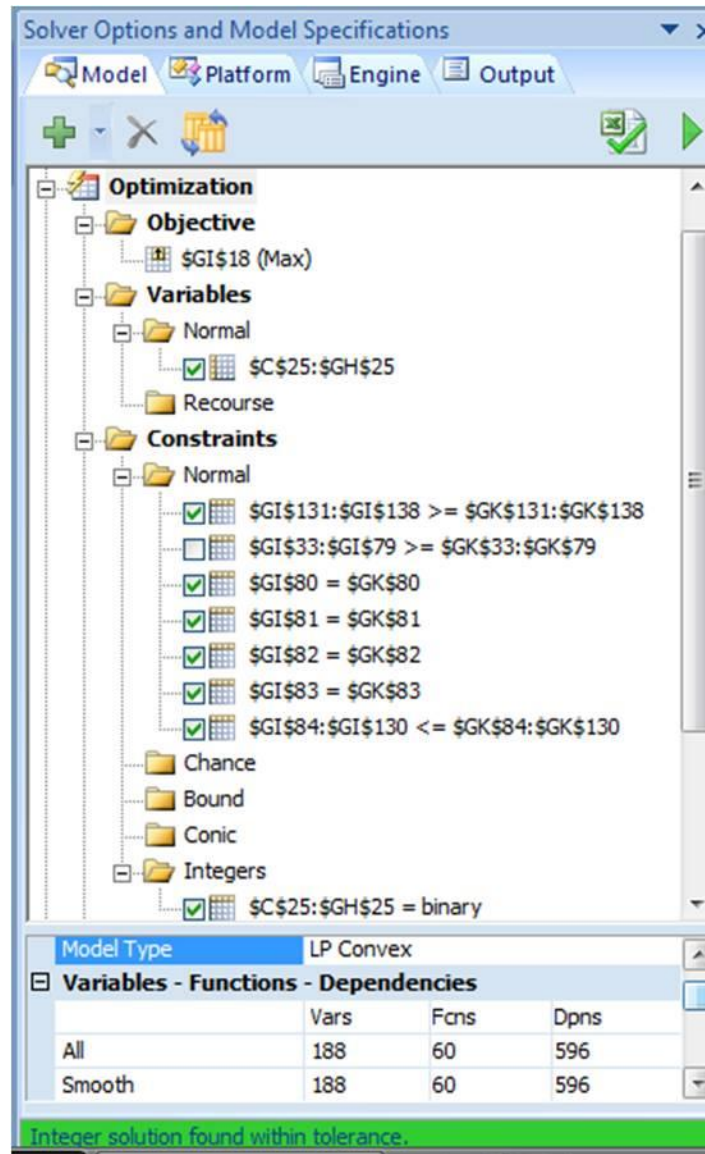 Solver Options and Model Specifications
Model Platform Engine Output
Optimization
Objective
$GI$18 (Max)
Variables
Normal
$C$25:$GH$25
Recourse
Constraints
Normal
$GI$131:$GI$138 >= $GK$131:$GK$138
$GI$33:$GI$79 >= $GK$33:$GK$79
$GI$80 = $GK$80
$GI$81 = $GK$81
$GI$82 = $GK$82
$GI$83 = $GK$83
$GI$84:$GI$130 <= $GK$84:$GK$130
Chance
Bound
Conic
Integers
$C$25:$GH$25 = binary
Model Type LP Convex
Variables - Functions - Dependencies
Vars Fcns Dpns
All 188 60 596
Smooth 188 60 596
Integer solution found within tolerance.